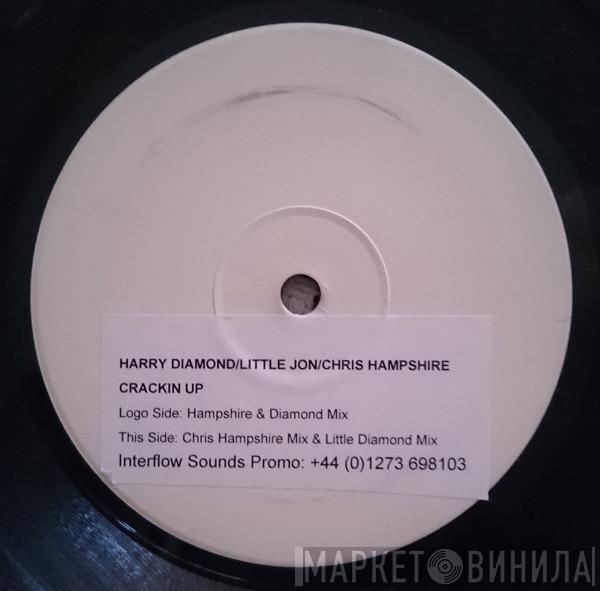 HARRY DIAMOND/LITTLE JON/CHRIS HAMPSHIRE
CRACKIN UP
Logo Side: Hampshire & Diamond Mix
This Side: Chris Hampshire Mix & Little Diamond Mix
Interflow Sounds Promo: +44 (0)1273 698103
МАРКЕТ ВИНИЛА